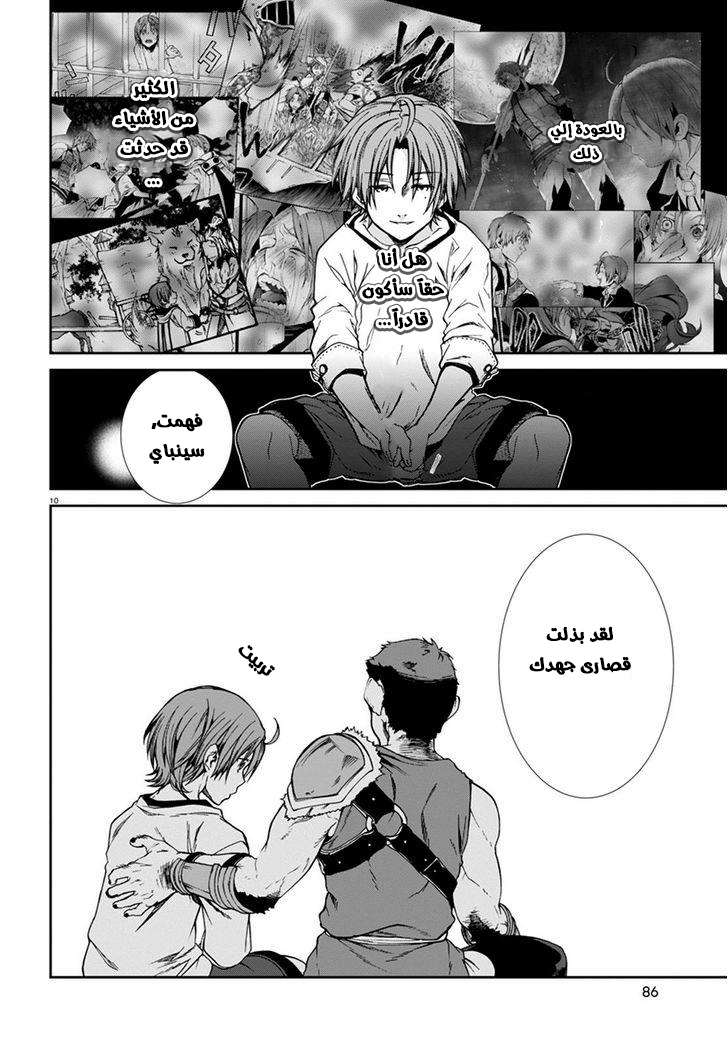 بالعودة إلي
ذلك
الكثير
من الأشياء
قد حدثت
...
هل أنا
حقاً سأكون
قادراً ...
فهمت,
سينباي
10
لقد بذلت
قصارى جهدك
تربيت
86